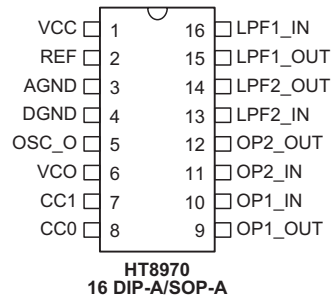 VCC 1 16 LPF1_IN
REF 2 15 LPF1_OUT
AGND 3 14 LPF2_OUT
DGND 4 13 LPF2_IN
OSC_O 5 12 OP2_OUT
VCO 6 11 OP2_IN
CC1 7 10 OP1_IN
CC0 8 9 OP1_OUT
HT8970
16 DIP-A/SOP-A